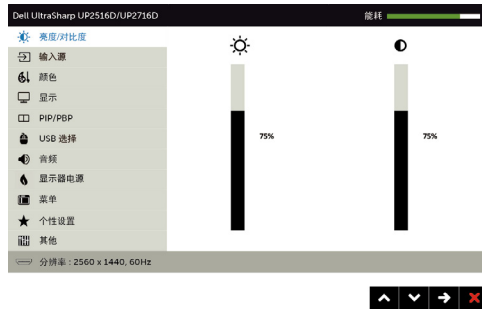 Dell UltraSharp UP2516D/UP2716D
能耗
亮度/对比度
输入源
颜色
显示
PIP/PBP
USB 选择
音频
显示器电源
菜单
个性设置
其他
75%
75%
分辨率 : 2560 x 1440, 60Hz